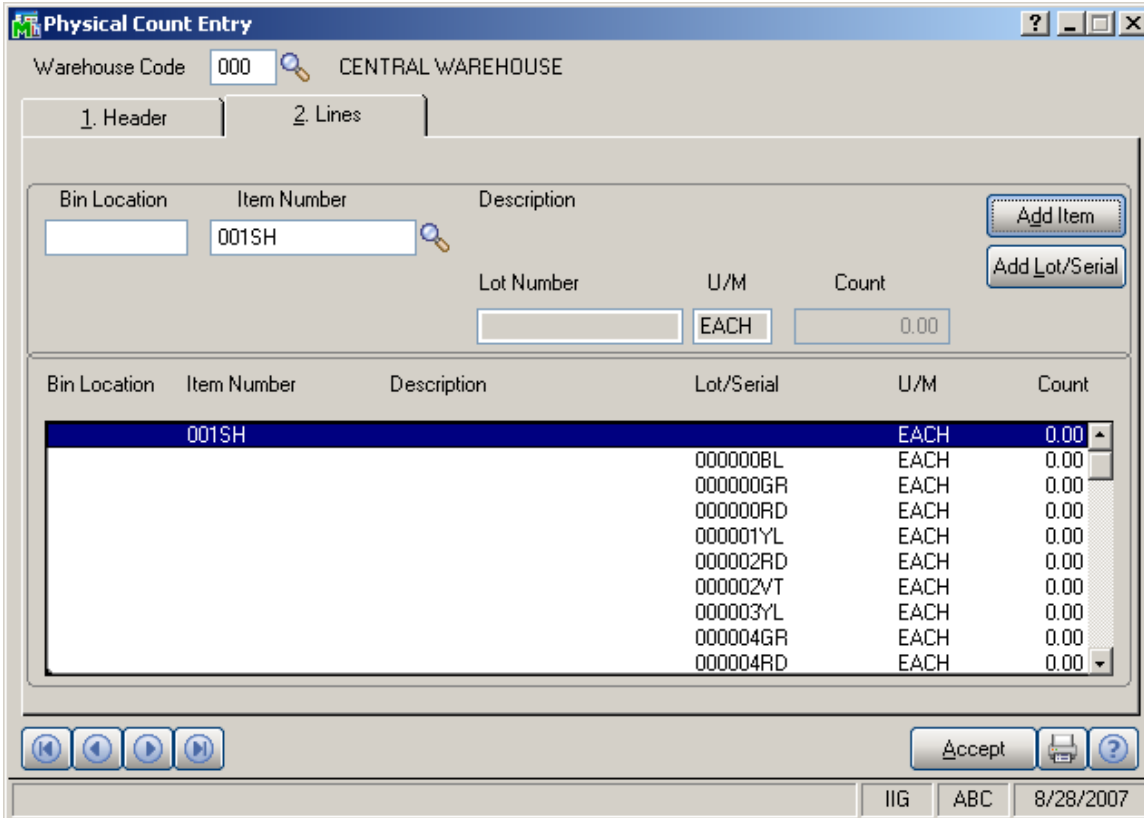 Physical Count Entry
Warehouse Code 000 CENTRAL WAREHOUSE
1. Header 2. Lines
Bin Location Item Number Description
001SH
Add Item
Add Lot/Serial
Lot Number U/M Count
EACH 0.00
Bin Location Item Number Description Lot/Serial U/M Count
001SH EACH 0.00
000000BL EACH 0.00
000000GR EACH 0.00
000000RD EACH 0.00
000001YL EACH 0.00
000002RD EACH 0.00
000002VT EACH 0.00
000003YL EACH 0.00
000004GR EACH 0.00
000004RD EACH 0.00
Accept
IIG ABC 8/28/2007